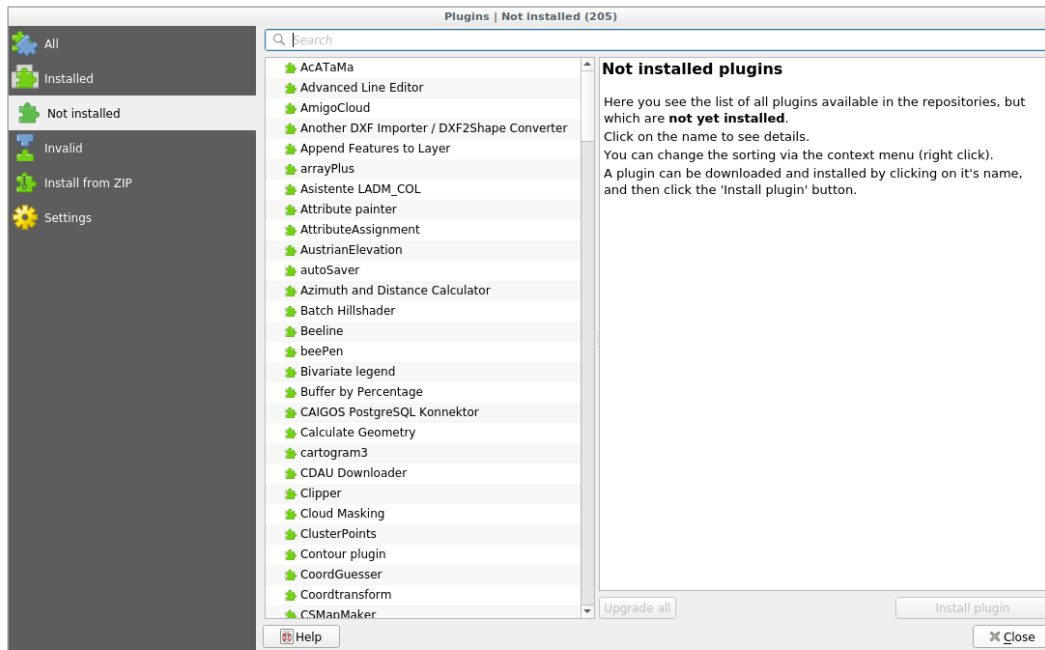 Plugins | Not installed (205)
All
Installed
Not installed
Invalid
Install from ZIP
Settings
Search
AcATaMa
Advanced Line Editor
AmigoCloud
Another DXF Importer / DXF2Shape Converter
Append Features to Layer
arrayPlus
Asistente LADM_COL
Attribute painter
AttributeAssignment
AustrianElevation
autoSaver
Azimuth and Distance Calculator
Batch Hillshader
Beeline
beePen
Bivariate legend
Buffer by Percentage
CAIGOS PostgreSQL Konnektor
Calculate Geometry
cartogram3
CDAU Downloader
Clipper
Cloud Masking
ClusterPoints
Contour plugin
CoordGuesser
Coordtransform
CSMapMaker
Not installed plugins
Here you see the list of all plugins available in the repositories, but
which are not yet installed.
Click on the name to see details.
You can change the sorting via the context menu (right click).
A plugin can be downloaded and installed by clicking on it's name,
and then click the 'Install plugin' button.
Upgrade all
Install plugin
Help
Close